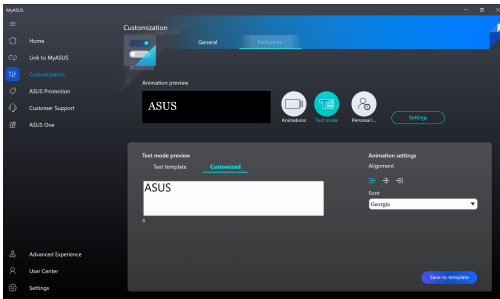 MyASUS
Customization
Home
General
Link to MyASUS
Customization
ASUS Promotion
Customer Support
ASUS One
Animation preview
ASUS
Animations
Text mode
Personal I...
Settings
Text mode preview
Text template
Customized
ASUS
Animation settings
Alignment
Font
Georgia
Save to template
Advanced Experience
User Center
Settings